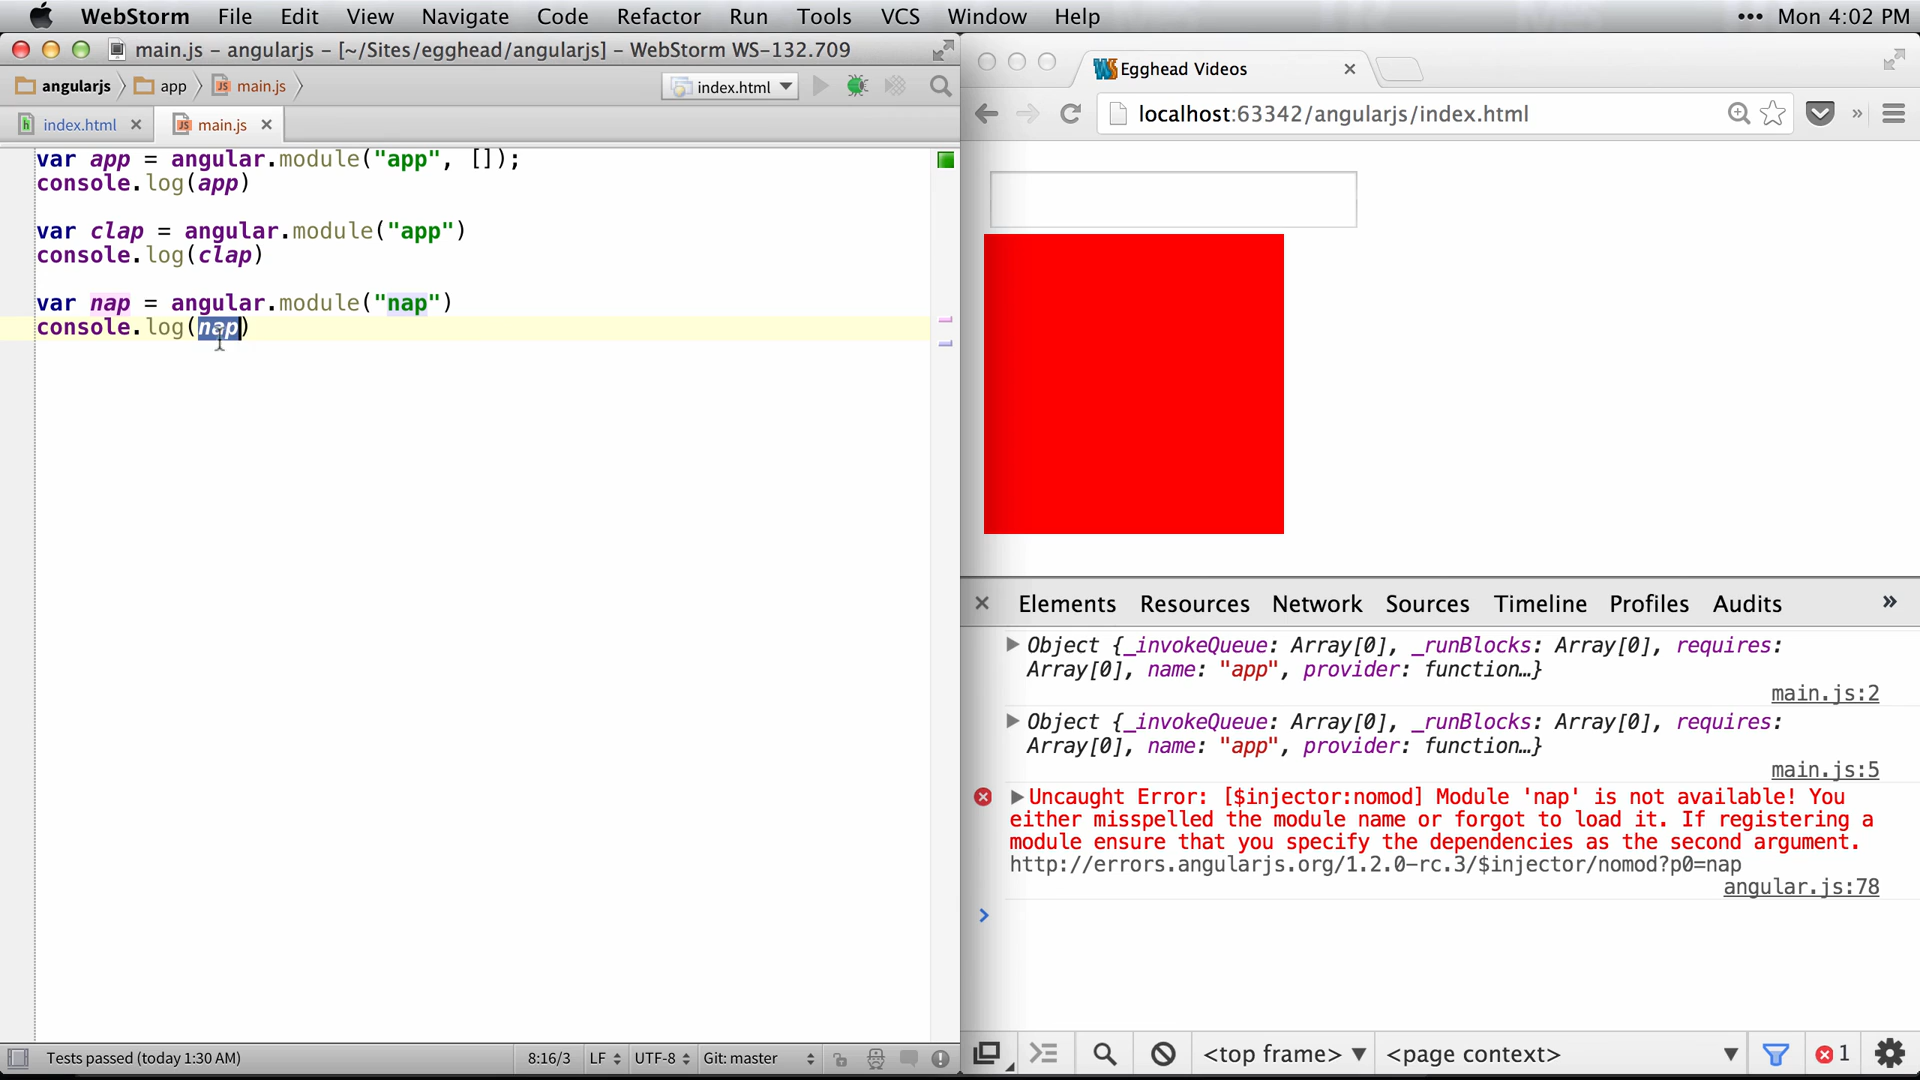 WebStorm File Edit View Navigate Code Refactor Run Tools VCS Window Help ••• Mon 4:02 PM
main.js – angularjs – [~/Sites/egghead/angularjs] – WebStorm WS-132.709
angularjs app main.js index.html
index.html main.js
var app = angular.module("app", []);
console.log(app)
var clap = angular.module("app")
console.log(clap)
var nap = angular.module("nap")
console.log(nap)
Tests passed (today 1:30 AM) 8:16/3 LF UTF-8 Git: master
Egghead Videos
localhost:63342/angularjs/index.html »
Elements Resources Network Sources Timeline Profiles Audits »
Object {_invokeQueue: Array[0], _runBlocks: Array[0], requires:
Array[0], name: "app", provider: function…}
main.js:2
Object {_invokeQueue: Array[0], _runBlocks: Array[0], requires:
Array[0], name: "app", provider: function…}
main.js:5
Uncaught Error: [$injector:nomod] Module 'nap' is not available! You
either misspelled the module name or forgot to load it. If registering a
module ensure that you specify the dependencies as the second argument.
http://errors.angularjs.org/1.2.0-rc.3/$injector/nomod?p0=nap
angular.js:78
<top frame> ▼ <page context> ▼ 1